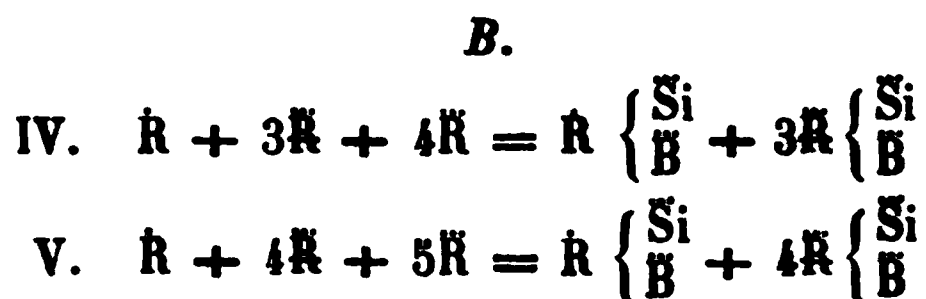 B.
IV. Ṙ + 3R̶⃛ + 4R⃛ = Ṙ { S⃛i B⃛ + 3R̶⃛ { S⃛i B⃛
V. Ṙ + 4R̶⃛ + 5R⃛ = Ṙ { S⃛i B⃛ + 4R̶⃛ { S⃛i B⃛